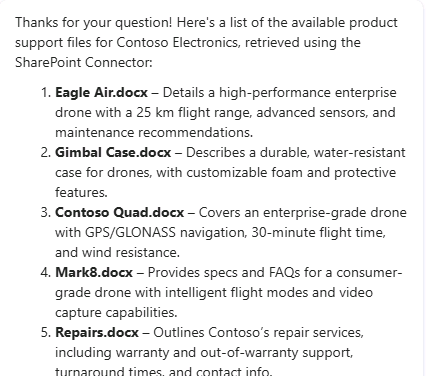 Thanks for your question! Here's a list of the available product
support files for Contoso Electronics, retrieved using the
SharePoint Connector:
1. Eagle Air.docx – Details a high-performance enterprise
drone with a 25 km flight range, advanced sensors, and
maintenance recommendations.
2. Gimbal Case.docx – Describes a durable, water-resistant
case for drones, with customizable foam and protective
features.
3. Contoso Quad.docx – Covers an enterprise-grade drone
with GPS/GLONASS navigation, 30-minute flight time,
and wind resistance.
4. Mark8.docx – Provides specs and FAQs for a consumer-
grade drone with intelligent flight modes and video
capture capabilities.
5. Repairs.docx – Outlines Contoso’s repair services,
including warranty and out-of-warranty support,
turnaround times, and contact info.